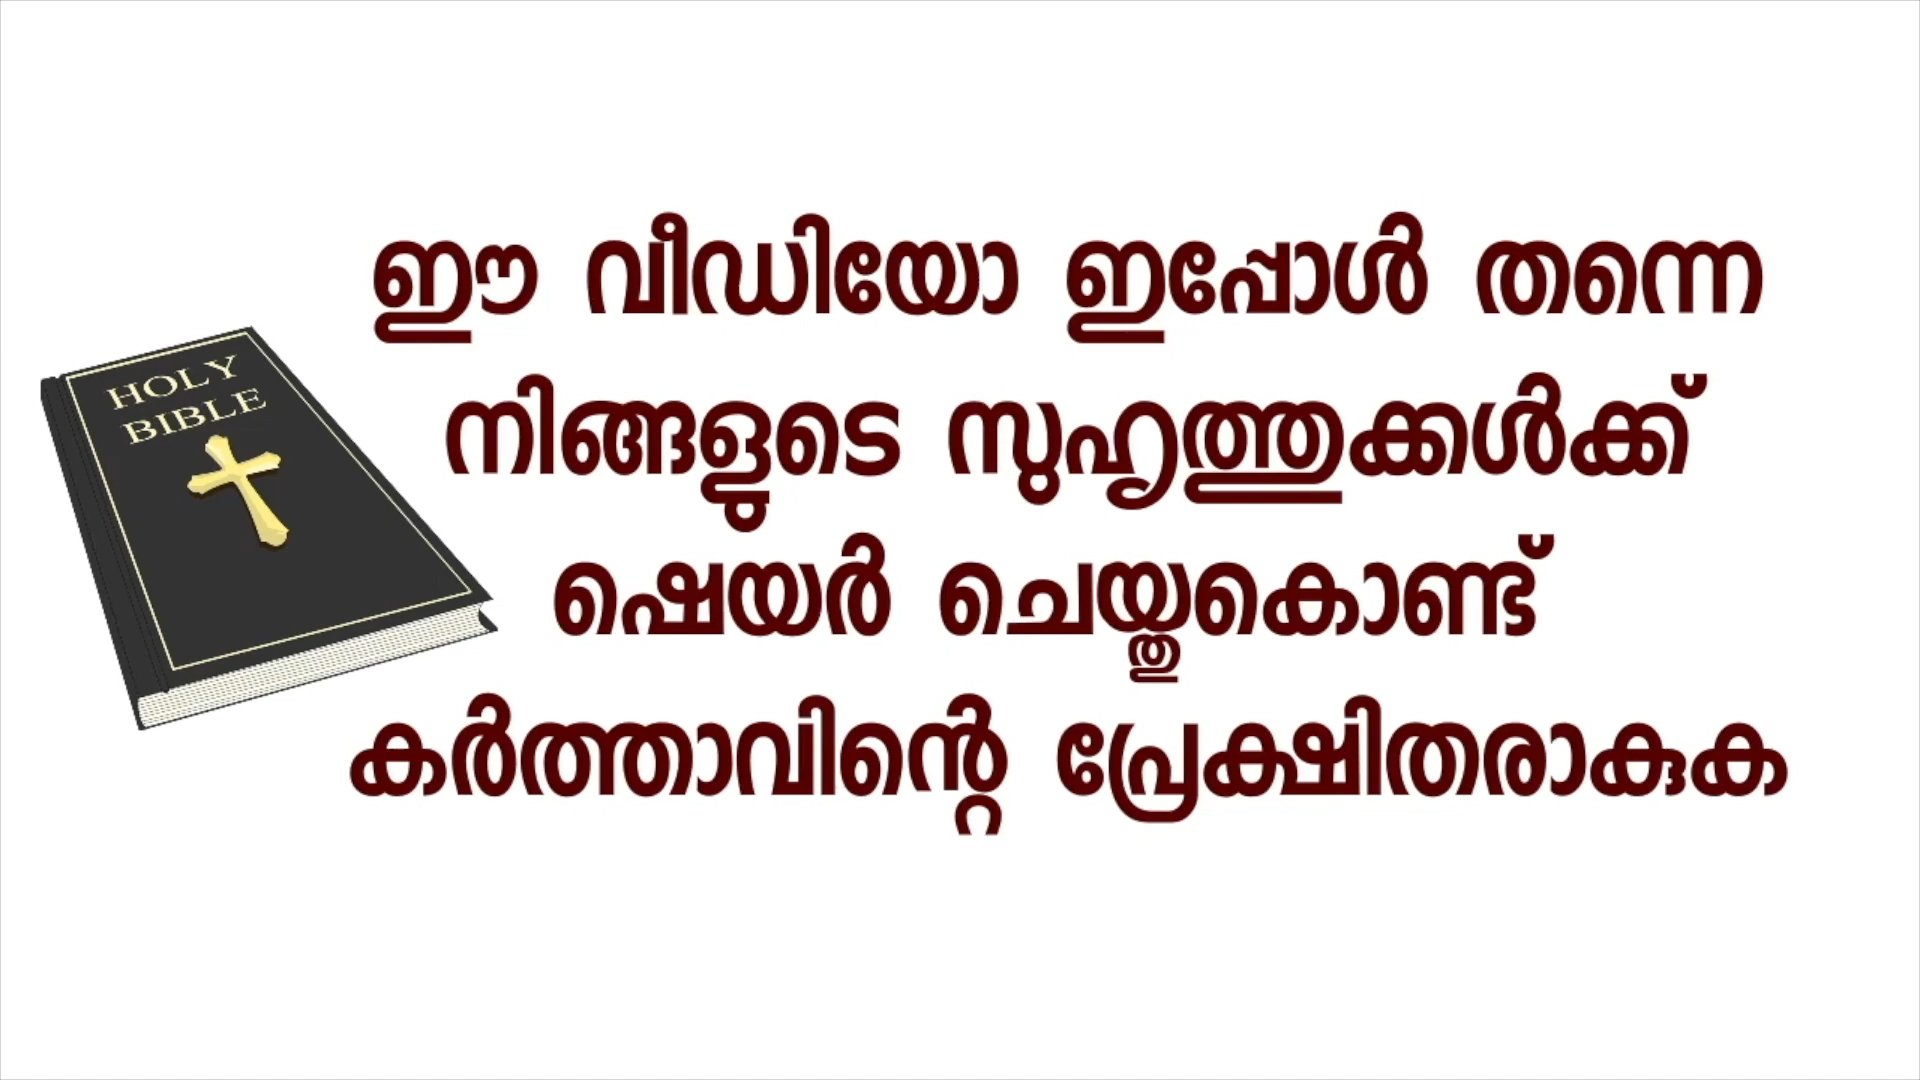 HOLY
BIBLE
ഈ വീഡിയോ ഇപ്പോൾ തന്നെ
നിങ്ങളുടെ സുഹൃത്തുക്കൾക്ക്
ഷെയർ ചെയ്തുകൊണ്ട്
കർത്താവിന്റെ പ്രേക്ഷിതരാകുക